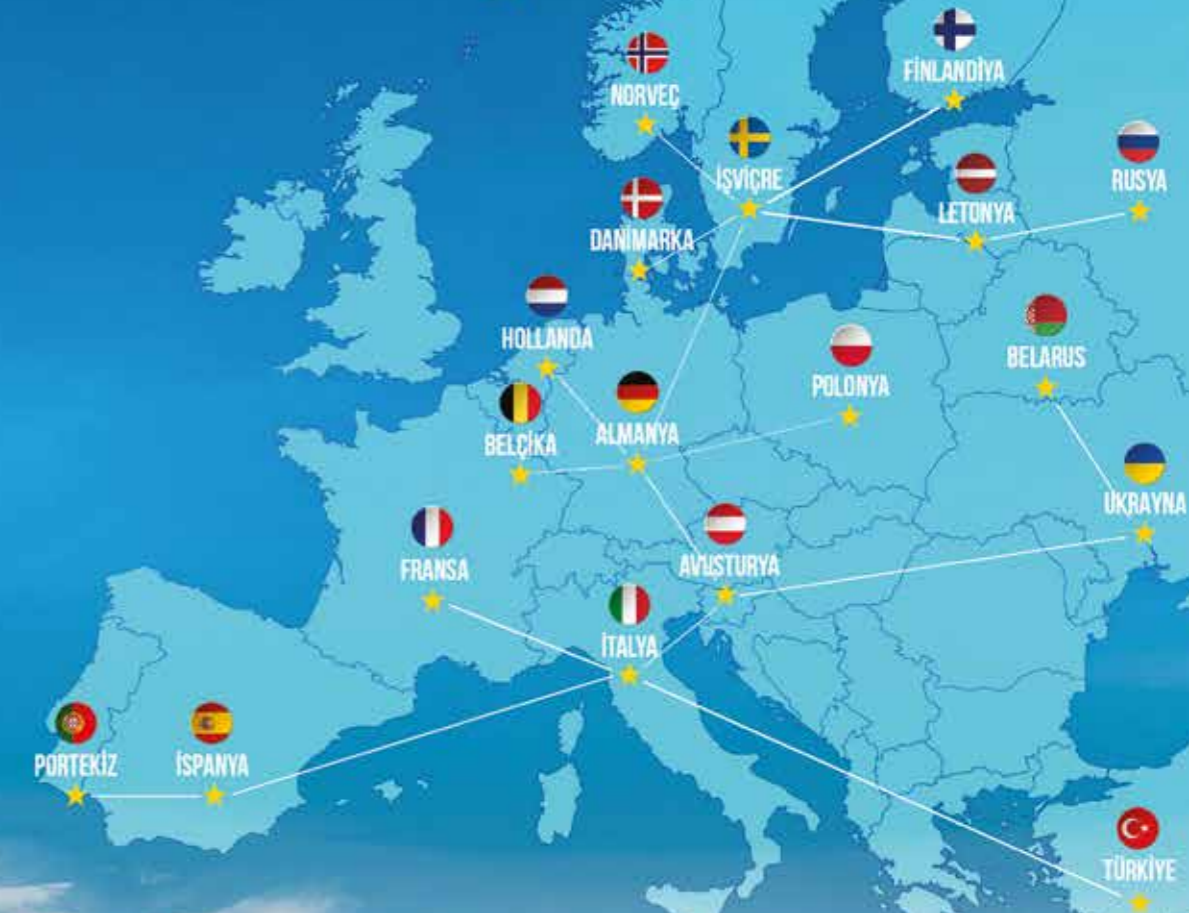 FİNLANDİYA
NORVEÇ
İŞVİÇRE
RUSYA
LETONYA
DANİMARKA
HOLLANDA
BELARUS
POLONYA
BELÇİKA
ALMANYA
UKRAYNA
FRANSA
AVUSTURYA
İTALYA
PORTEKİZ
İSPANYA
TÜRKİYE